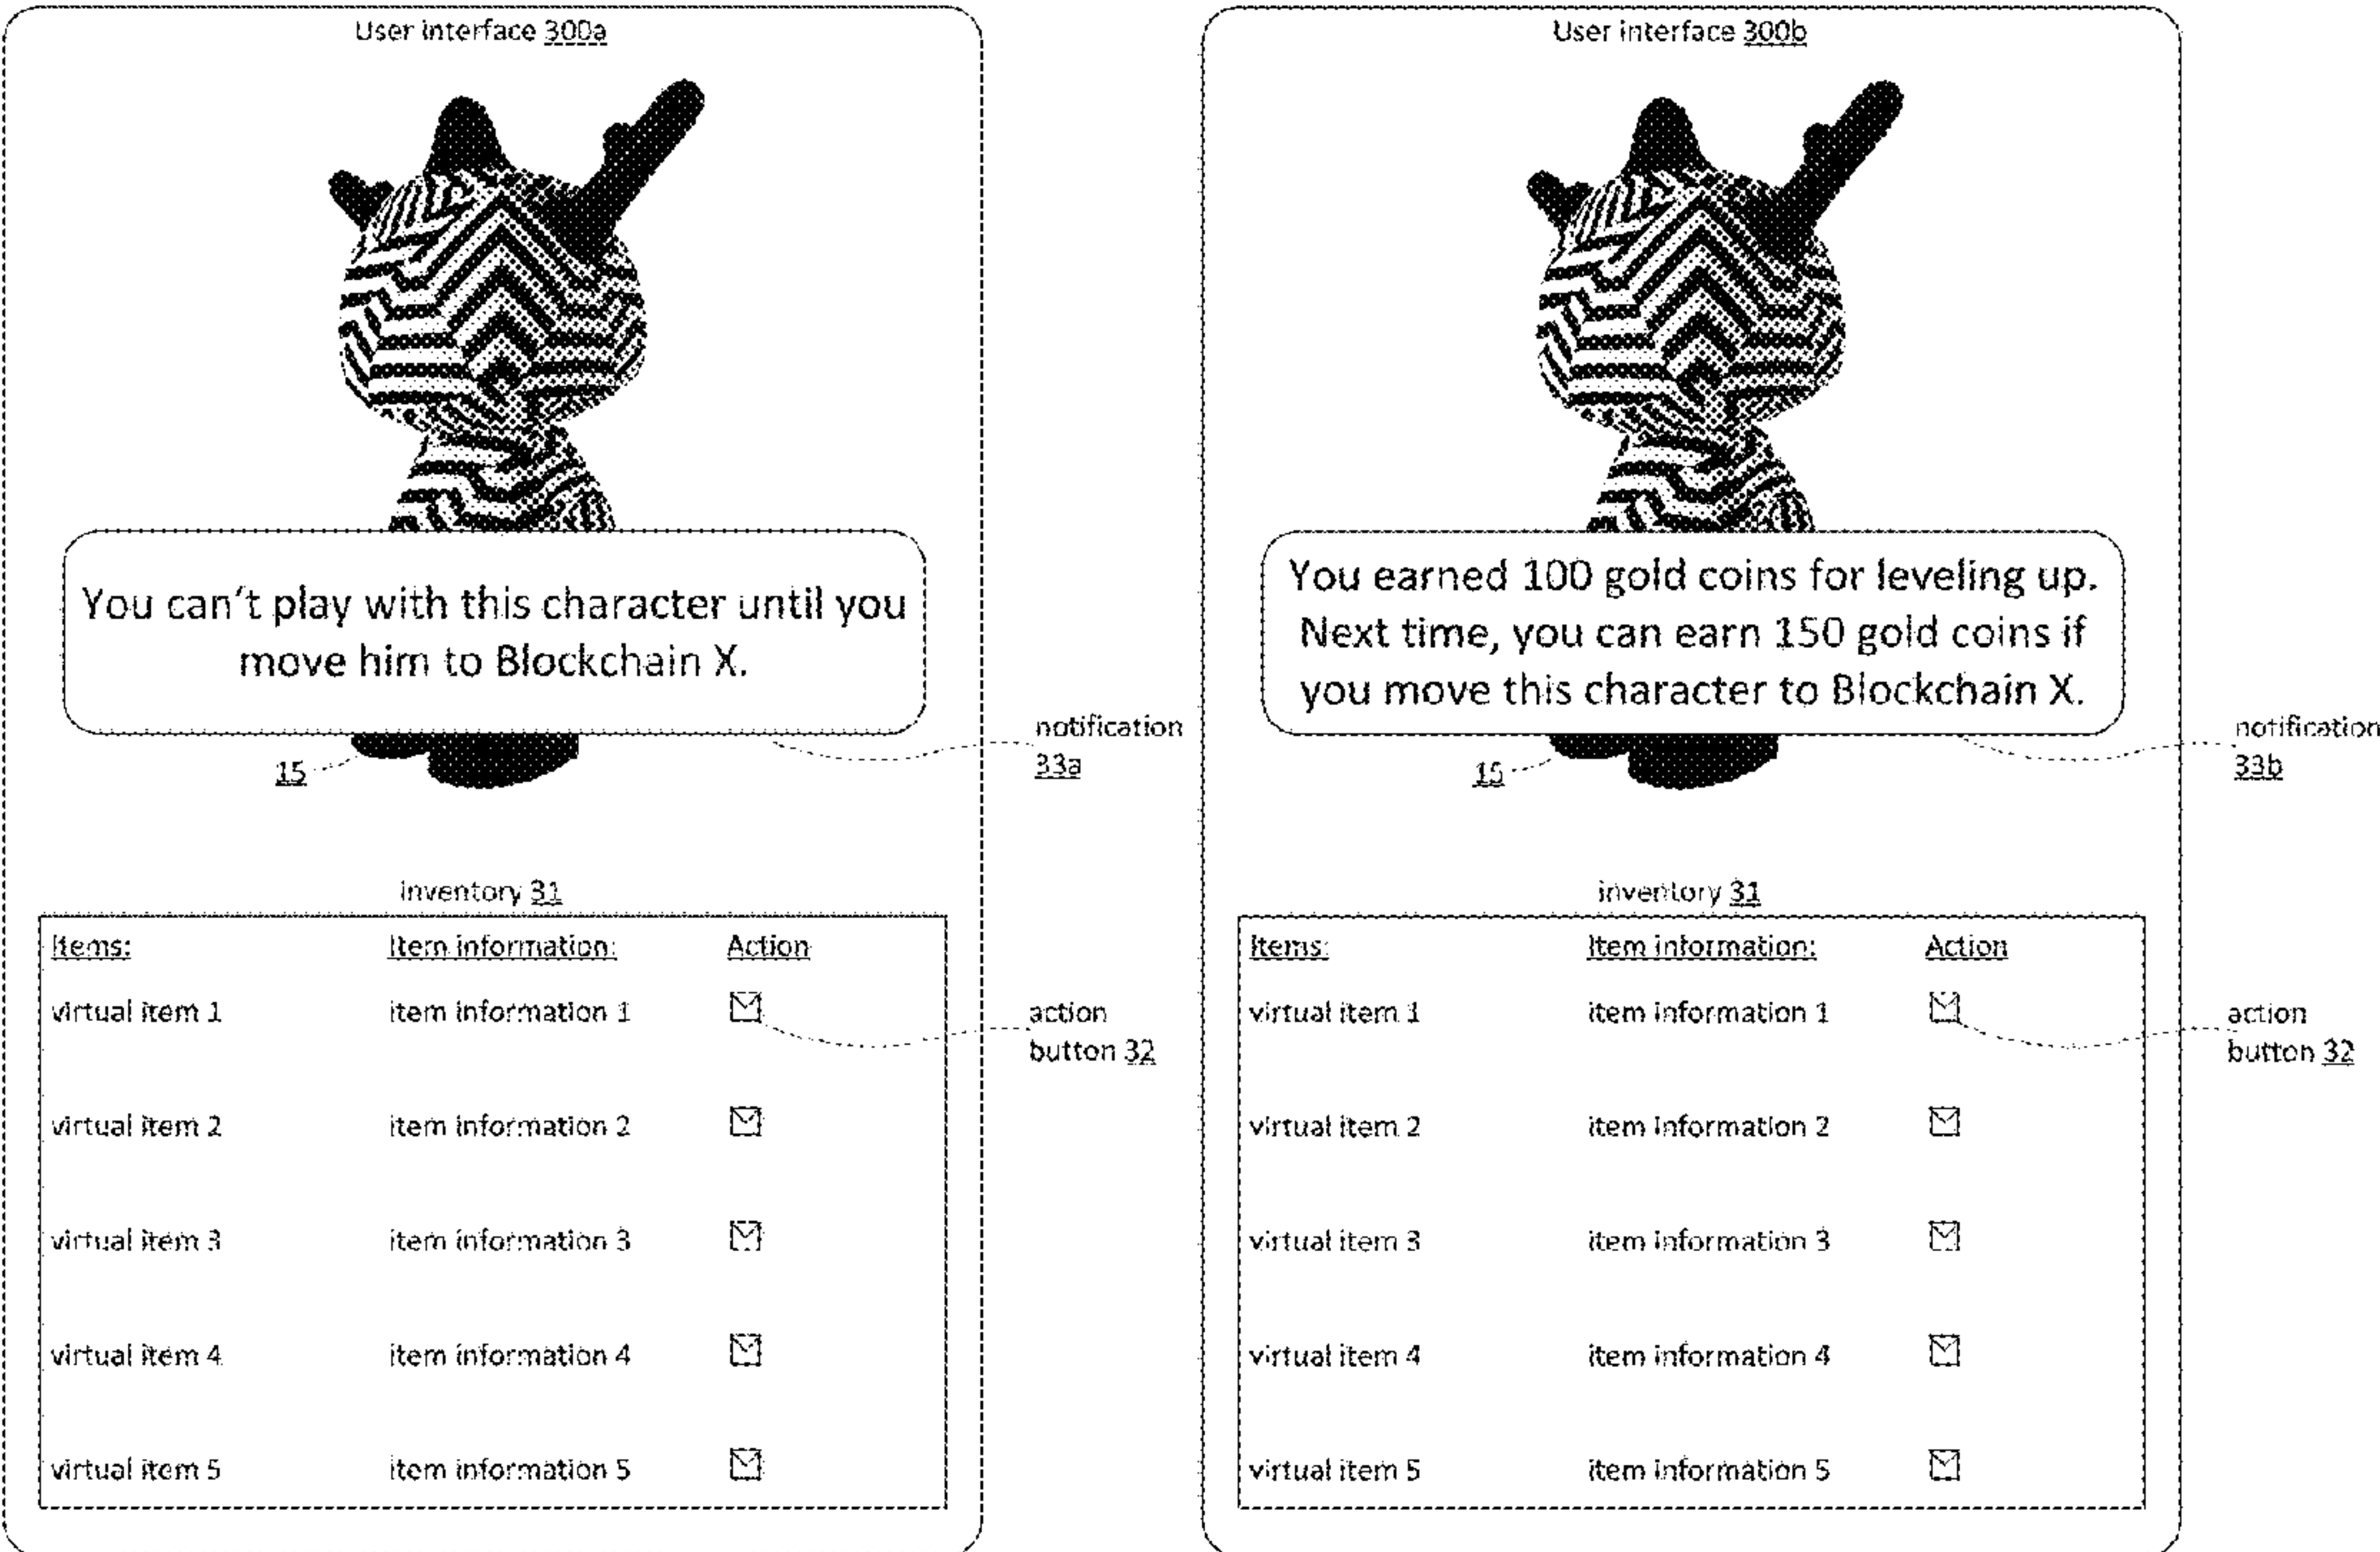 User interface 300a
You can't play with this character until you
move him to Blockchain X.
notification
33a
15
inventory 31
Items: Item information: Action
virtual item 1 item information 1
action
button 32
virtual item 2 item information 2
virtual item 3 item information 3
virtual item 4 item information 4
virtual item 5 item information 5
User interface 300b
You earned 100 gold coins for leveling up.
Next time, you can earn 150 gold coins if
you move this character to Blockchain X.
notification
33b
15
inventory 31
Items: Item information: Action
virtual item 1 item information 1
action
button 32
virtual item 2 item information 2
virtual item 3 item information 3
virtual item 4 item information 4
virtual item 5 item information 5